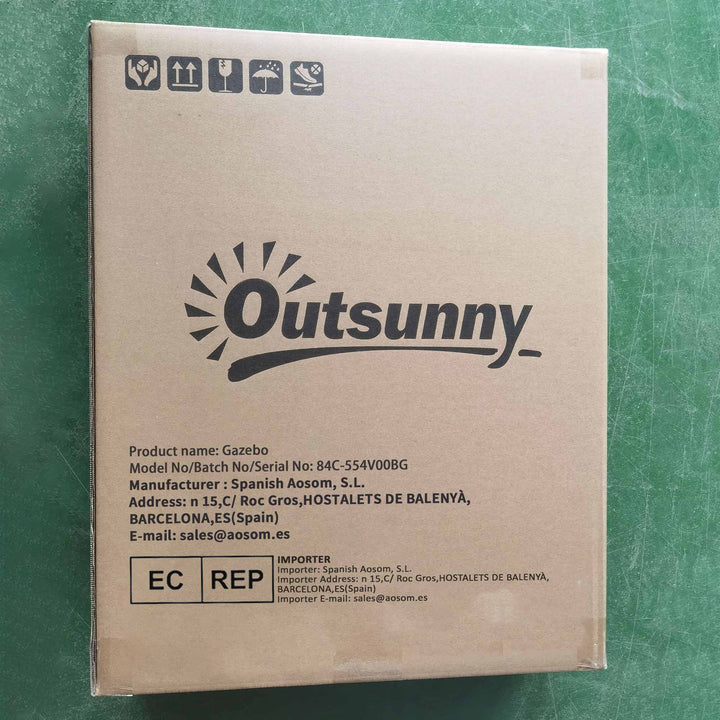 Outsunny
Product name: Gazebo
Model No/Batch No/Serial No: 84C-554V00BG
Manufacturer : Spanish Aosom, S.L.
Address: n 15,C/ Roc Gros,HOSTALETS DE BALENYÀ,
BARCELONA,ES(Spain)
E-mail: sales@aosom.es
EC REP
IMPORTER
Importer: Spanish Aosom, S.L.
Importer Address: n 15,C/ Roc Gros,HOSTALETS DE BALENYÀ,
BARCELONA,ES(Spain)
Importer E-mail: sales@aosom.es